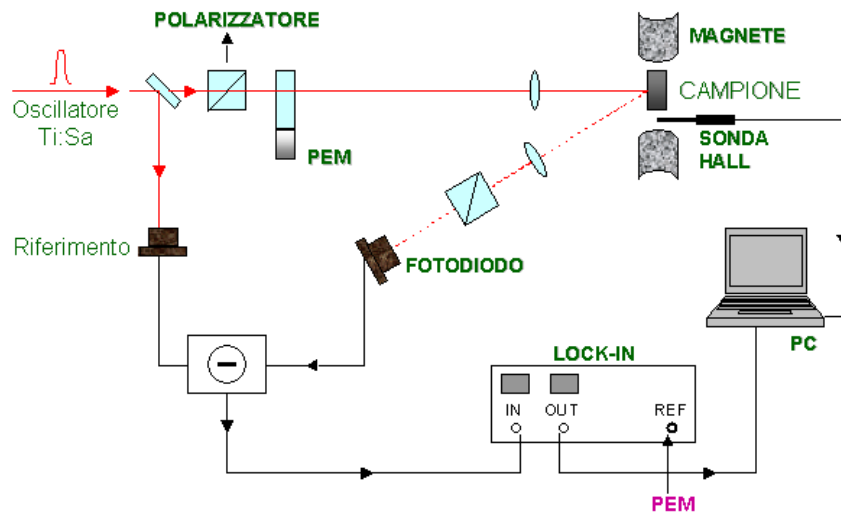 POLARIZZATORE
MAGNETE
Oscillatore
Ti:Sa
CAMPIONE
PEM
SONDA
HALL
Riferimento
FOTODIODO
PC
LOCK-IN
IN OUT REF
PEM